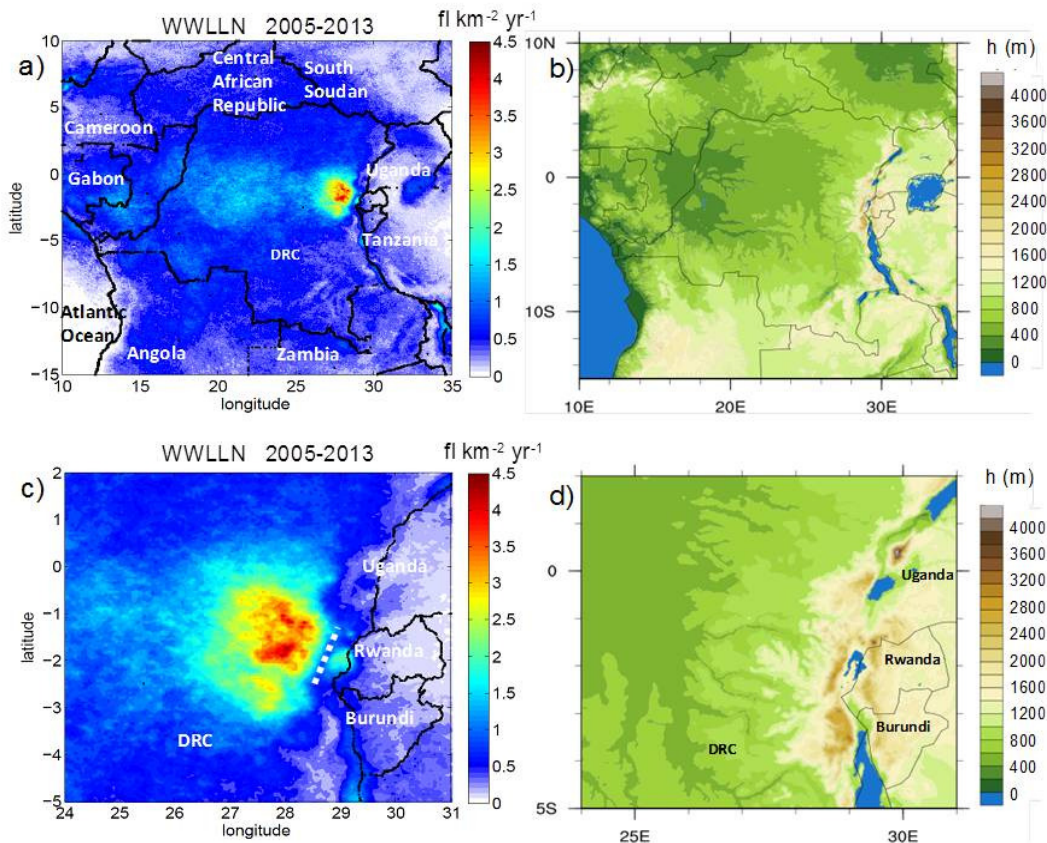 WWLLN 2005-2013
fl km-2 yr-1
a)
10
5
0
−5
−10
−15
latitude
10
15
20
25
30
35
longitude
Central
African
Republic
South
Soudan
Cameroon
Gabon
Uganda
Tanzania
DRC
Atlantic
Ocean
Angola
Zambia
4.5
4
3.5
3
2.5
2
1.5
1
0.5
0
b)
10N
0
10S
10E
20E
30E
h (m)
4000
3600
3200
2800
2400
2000
1600
1200
800
400
0
WWLLN 2005-2013
fl km-2 yr-1
c)
2
1
0
−1
−2
−3
−4
−5
latitude
24
25
26
27
28
29
30
31
longitude
Uganda
Rwanda
Burundi
DRC
4.5
4
3.5
3
2.5
2
1.5
1
0.5
0
d)
0
5S
25E
30E
Uganda
Rwanda
Burundi
DRC
h (m)
4000
3600
3200
2800
2400
2000
1600
1200
800
400
0